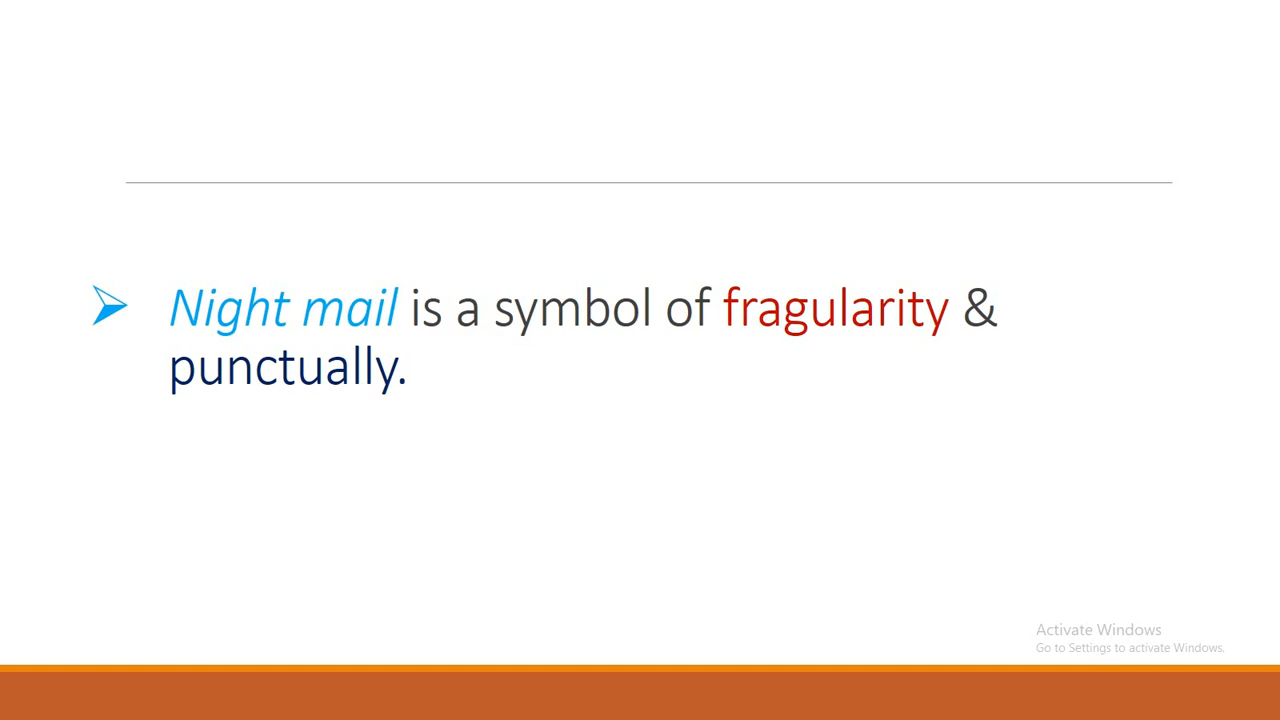 Night mail is a symbol of fragularity &
punctually.
Activate Windows
Go to Settings to activate Windows.